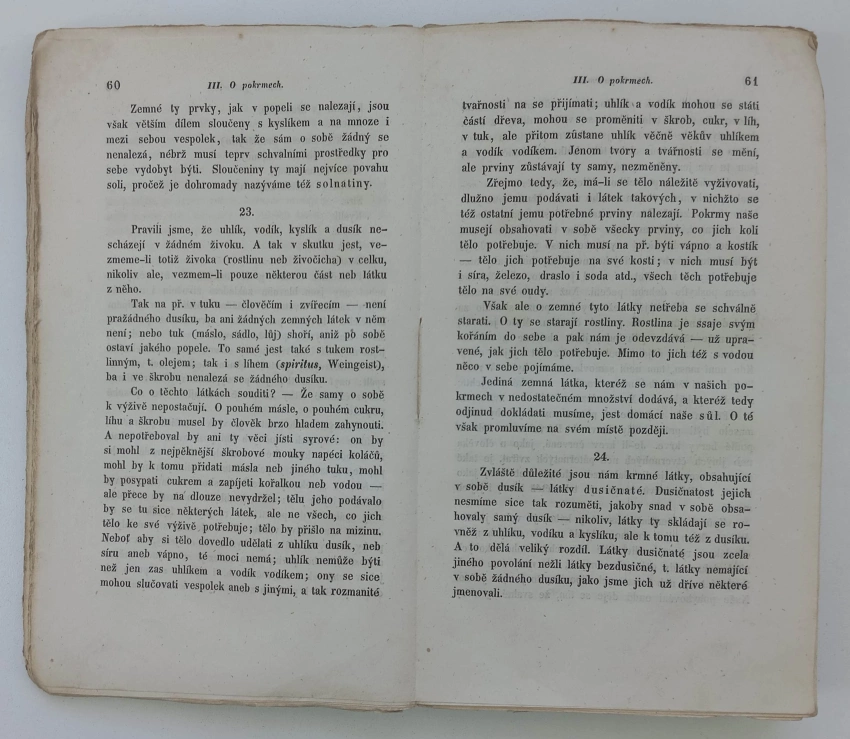 60
III. O pokrmech.
Zemné ty prvky, jak v popeli se nalezají, jsou
však větším dílem sloučeny s kyslíkem a na mnoze i
mezi sebou vespolek, tak že sám o sobě žádný se
nenalezá, nébrž musí teprv schvalními prostředky pro
sebe vydobyt býti. Sloučeniny ty mají nejvíce povahu
soli, pročež je dohromady nazýváme též solnatiny.
23.
Pravili jsme, že uhlík, vodík, kyslík a dusík ne-
scházejí v žádném živoku. A tak v skutku jest, ve-
zmeme-li totiž živoka (rostlinu neb živočicha) v celku,
nikoliv ale, vezmem-li pouze některou část neb látku
z něho.
Tak na př. v tuku — člověčím i zvířecím — není
pražádného dusíku, ba ani žádných zemných látek v něm
není; nebo tuk (máslo, sádlo, lůj) shoří, aniž po sobě
ostaví jakého popele. To samé jest také s tukem rost-
linným, t. olejem; tak i s líhem (spiritus, Weingeist),
ba i ve škrobu nenalezá se žádného dusíku.
Co o těchto látkách souditi? — Že samy o sobě
k výživě nepostačují. O pouhém másle, o pouhém cukru,
líhu a škrobu musel by člověk brzo hladem zahynouti.
A nepotřeboval by ani ty věci jísti syrové: on by
si mohl z nejpěknější škrobové mouky napéci koláčů,
mohl by k tomu přidati másla neb jiného tuku, mohl
by posypati cukrem a zapíjeti kořalkou neb vodou —
ale přece by na dlouze nevydržel; tělu jeho podávalo
by se tu sice některých látek, ale ne všech, co jich
tělo ke své výživě potřebuje; tělo by přišlo na mizinu.
Neboť aby si tělo dovedlo udělati z uhlíku dusík, neb
síru aneb vápno, té moci nemá; uhlík nemůže býti
než jen zas uhlíkem a vodík vodíkem; ony se sice
mohou slučovati vespolek aneb s jinými, a tak rozmanité
III. O pokrmech.
61
tvařnosti na se přijímati; uhlík a vodík mohou se státi
částí dřeva, mohou se proměniti v škrob, cukr, v líh,
v tuk, ale přitom zůstane uhlík věčně věkův uhlíkem
a vodík vodíkem. Jenom tvory a tvářnosti se mění,
ale prviny zůstávají ty samy, nezměněny.
Zřejmo tedy, že, má-li se tělo náležitě vyživovati,
dlužno jemu podávati i látek takových, v nichžto se
též ostatní jemu potřebné prviny nalezají. Pokrmy naše
musejí obsahovati v sobě všecky prviny, co jich koli
tělo potřebuje. V nich musí na př. býti vápno a kostík
— tělo jich potřebuje na své kosti; v nich musí být
i síra, železo, draslo i soda atd., všech těch potřebuje
tělo na své oudy.
Však ale o zemné tyto látky netřeba se schválně
starati. O ty se starají rostliny. Rostlina je ssaje svým
kořáním do sebe a pak nám je odevzdává — už upra-
vené, jak jich tělo potřebuje. Mimo to jich též s vodou
něco v sebe pojímáme.
Jediná zemná látka, kteréž se nám v našich po-
krmech v nedostatečném množství dodává, a kteréž tedy
odjinud dokládati musíme, jest domácí naše sůl. O té
však promluvíme na svém místě později.
24.
Zvláště důležité jsou nám krmné látky, obsahující
v sobě dusík — látky dusičnaté. Dusičnatost jejich
nesmíme sice tak rozuměti, jakoby snad v sobě obsa-
hovaly saný dusík — nikoliv, látky ty skládají se ro-
vněž z uhlíku, vodíku a kyslíku, ale k tomu též z dusíku.
A to dělá veliký rozdíl. Látky dusičnaté jsou zcela
jiného povolání nežli látky bezdusičné, t. látky nemající
v sobě žádného dusíku, jako jsme jich už dříve některé
jmenovali.